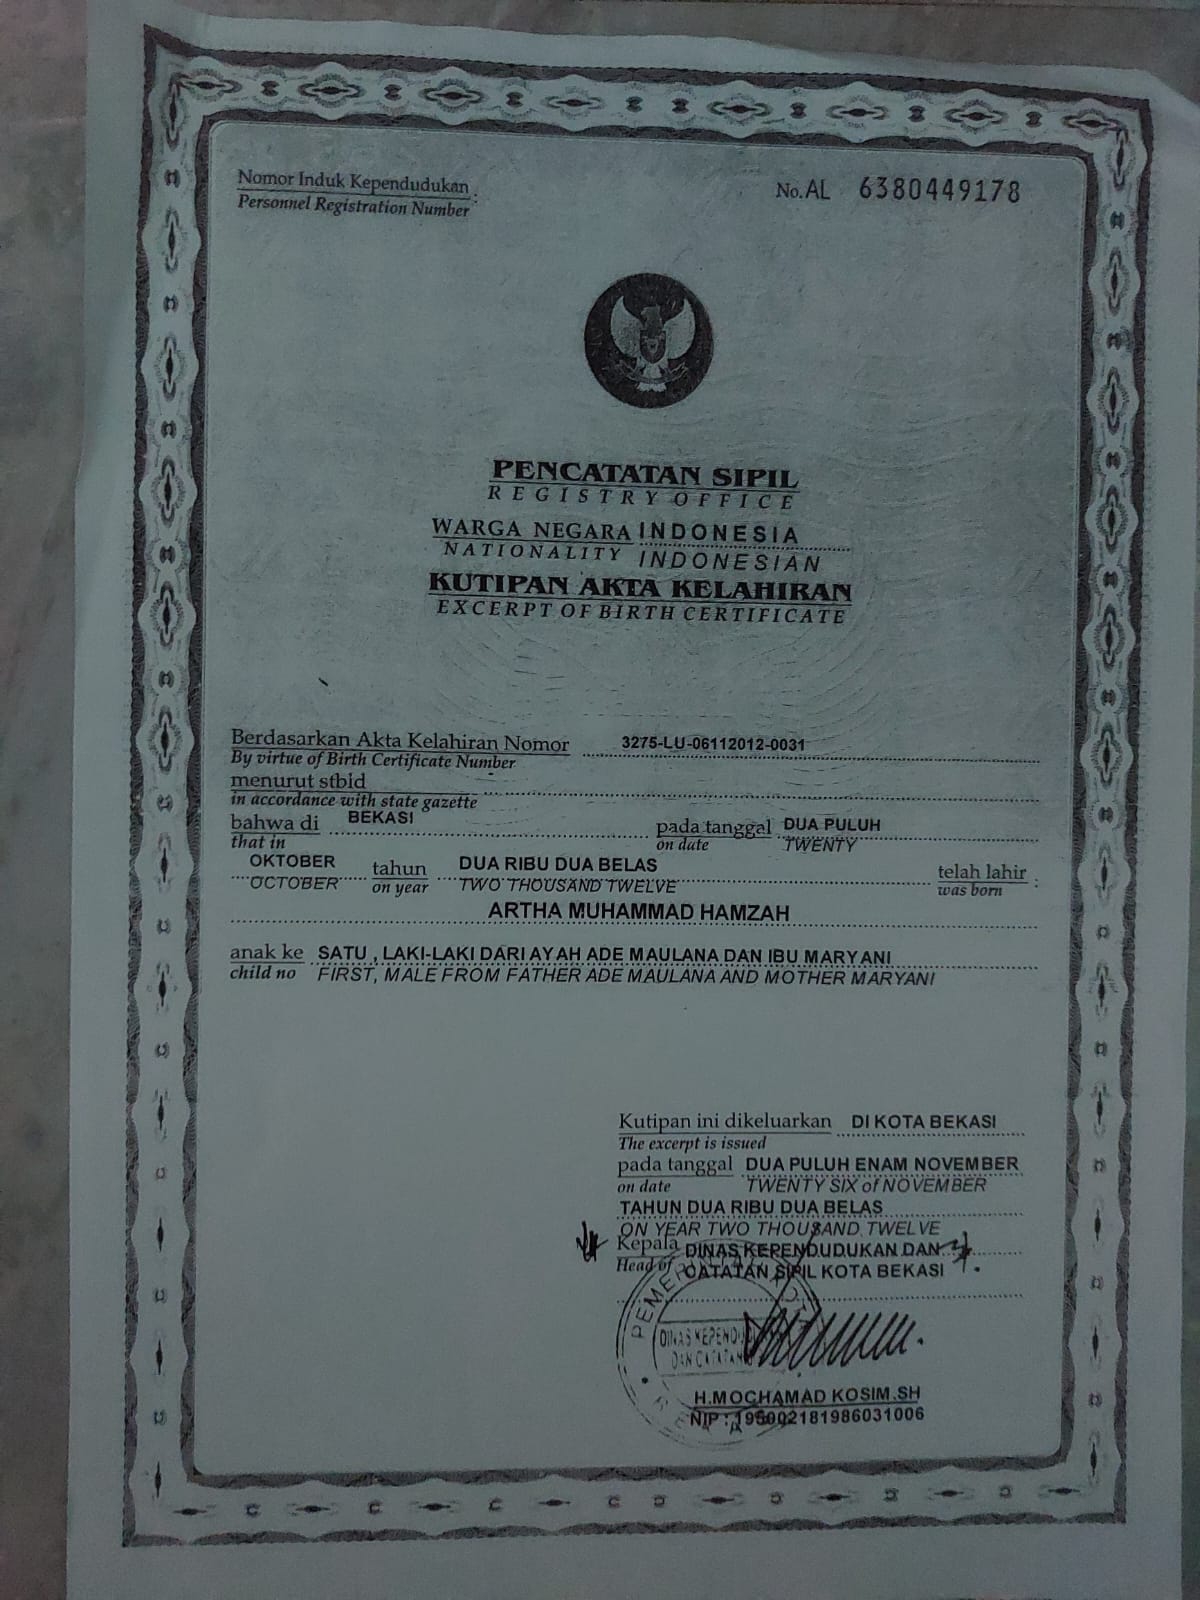 Nomor Induk Kependudukan :
Personnel Registration Number
No. AL 6380449178
PENCATATAN SIPIL
REGISTRY OFFICE
WARGA NEGARA INDONESIA
NATIONALITY INDONESIAN
KUTIPAN AKTA KELAHIRAN
EXCERPT OF BIRTH CERTIFICATE
Berdasarkan Akta Kelahiran Nomor 3275-LU-06112012-0031
By virtue of Birth Certificate Number
menurut stbld
in accordance with state gazette
bahwa di BEKASI pada tanggal DUA PULUH
that in on date TWENTY
OKTOBER tahun DUA RIBU DUA BELAS telah lahir :
OCTOBER on year TWO THOUSAND TWELVE was born
ARTHA MUHAMMAD HAMZAH
anak ke SATU , LAKI-LAKI DARI AYAH ADE MAULANA DAN IBU MARYANI
child no FIRST, MALE FROM FATHER ADE MAULANA AND MOTHER MARYANI
Kutipan ini dikeluarkan DI KOTA BEKASI
The excerpt is issued
pada tanggal DUA PULUH ENAM NOVEMBER
on date TWENTY SIX of NOVEMBER
TAHUN DUA RIBU DUA BELAS
ON YEAR TWO THOUSAND TWELVE
Kepala DINAS KEPENDUDUKAN DAN
Head of CATATAN SIPIL KOTA BEKASI
PEMERINTAH KOTA
DINAS KEPENDU
DAN CATATAN
H.MOCHAMAD KOSIM.SH
NIP : 195902181986031006